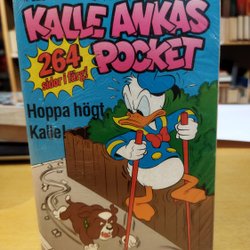 KALLE ANKAS
POCKET
264
sidor i färg!
Hoppa högt
Kalle!